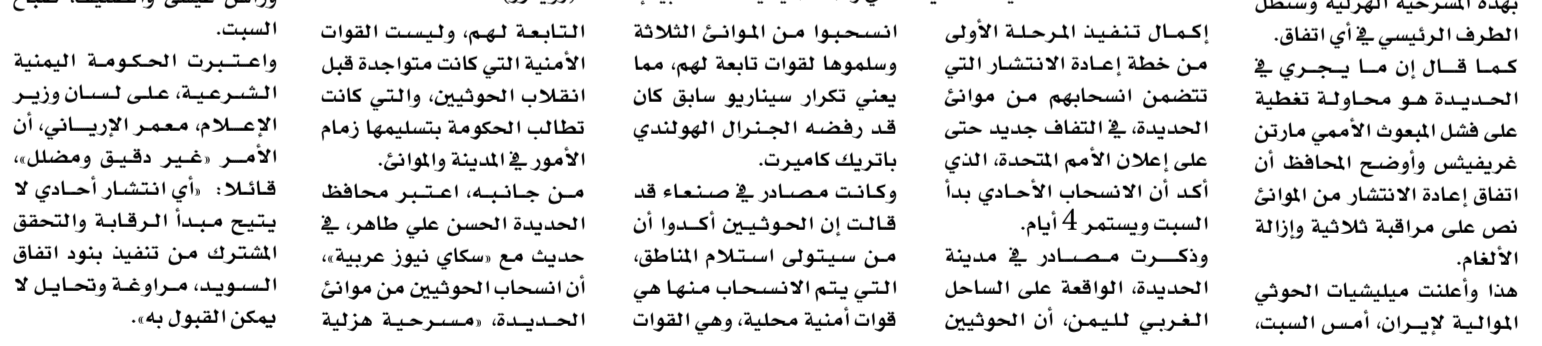 بهذه المسرحية الهزلية وستظل
الطرف الرئيسي في أي اتفاق.
كما قال إن ما يجري في
الحديدة هو محاولة تغطية
على فشل المبعوث الأممي مارتن
غريفيثس وأوضح المحافظ أن
اتفاق إعادة الانتشار من الموانئ
نص على مراقبة ثلاثية وإزالة
الألغام.
هذا وأعلنت ميليشيات الحوثي
الموالية لإيران، أمس السبت،
إكمال تنفيذ المرحلة الأولى
من خطة إعادة الانتشار التي
تتضمن انسحابهم من موانئ
الحديدة، في التفاف جديد حتى
على إعلان الأمم المتحدة، الذي
أكد أن الانسحاب الأحادي بدأ
السبت ويستمر 4 أيام.
وذكرت مصادر في مدينة
الحديدة، الواقعة على الساحل
الغربي لليمن، أن الحوثيين
انسحبوا من الموانئ الثلاثة
وسلموها لقوات تابعة لهم، مما
يعني تكرار سيناريو سابق كان
قد رفضه الجنرال الهولندي
باتريك كاميرت.
وكانت مصادر في صنعاء قد
قالت إن الحوثيين أكدوا أن
من سيتولى استلام المناطق،
التي يتم الانسحاب منها هي
قوات أمنية محلية، وهي القوات
التابعة لهم، وليست القوات
الأمنية التي كانت متواجدة قبل
انقلاب الحوثيين، والتي كانت
تطالب الحكومة بتسليمها زمام
الأمور في المدينة والموانئ.
من جانبه، اعتبر محافظ
الحديدة الحسن علي طاهر، في
حديث مع «سكاي نيوز عربية»،
أن انسحاب الحوثيين من موانئ
الحديدة، «مسرحية هزلية
السبت.
واعتبرت الحكومة اليمنية
الشرعية، على لسان وزير
الإعلام، معمر الإرياني، أن
الأمر «غير دقيق ومضلل»،
قائلا: «أي انتشار أحادي لا
يتيح مبدأ الرقابة والتحقق
المشترك من تنفيذ بنود اتفاق
السويد، مراوغة وتحايل لا
يمكن القبول به».